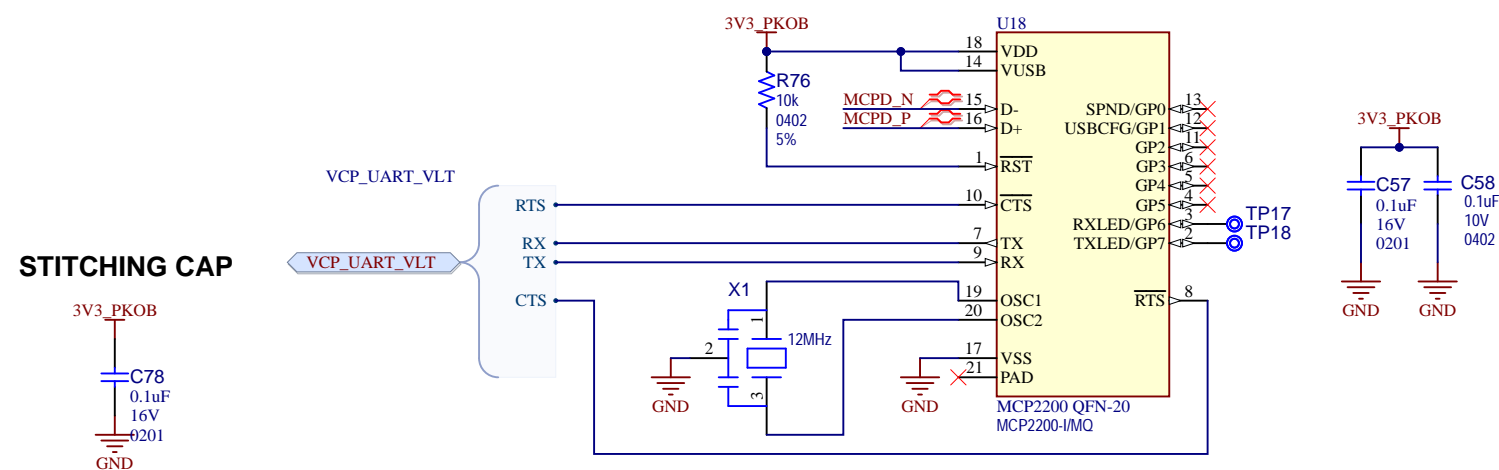 U18
3V3_PKOB
18 VDD
14 VUSB
R76
10k
0402
5%
MCPD_N 15 D-
MCPD_P 16 D+
1 RST
SPND/GP0 13
USBCFG/GP1 12
GP2 11
GP3 6
GP4 5
GP5 4
RXLED/GP6 3 TP17
TXLED/GP7 2 TP18
3V3_PKOB
C57
0.1uF
16V
0201
C58
0.1uF
10V
0402
GND
GND
VCP_UART_VLT
RTS 10 CTS
RX 7 TX
TX 9 RX
VCP_UART_VLT
CTS
RTS 8
STITCHING CAP
3V3_PKOB
C78
0.1uF
16V
0201
GND
X1
1
2
3
12MHz
GND
19 OSC1
20 OSC2
17 VSS
21 PAD
GND
MCP2200 QFN-20
MCP2200-I/MQ